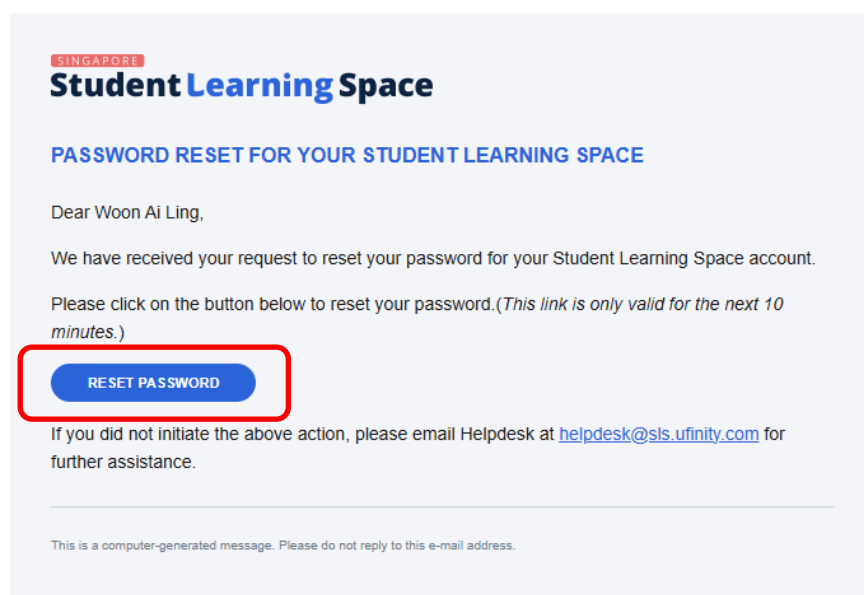 SINGAPORE
Student Learning Space
PASSWORD RESET FOR YOUR STUDENT LEARNING SPACE
Dear Woon Ai Ling,
We have received your request to reset your password for your Student Learning Space account.
Please click on the button below to reset your password.(This link is only valid for the next 10
minutes.)
RESET PASSWORD
If you did not initiate the above action, please email Helpdesk at helpdesk@sls.ufinity.com for
further assistance.
This is a computer-generated message. Please do not reply to this e-mail address.